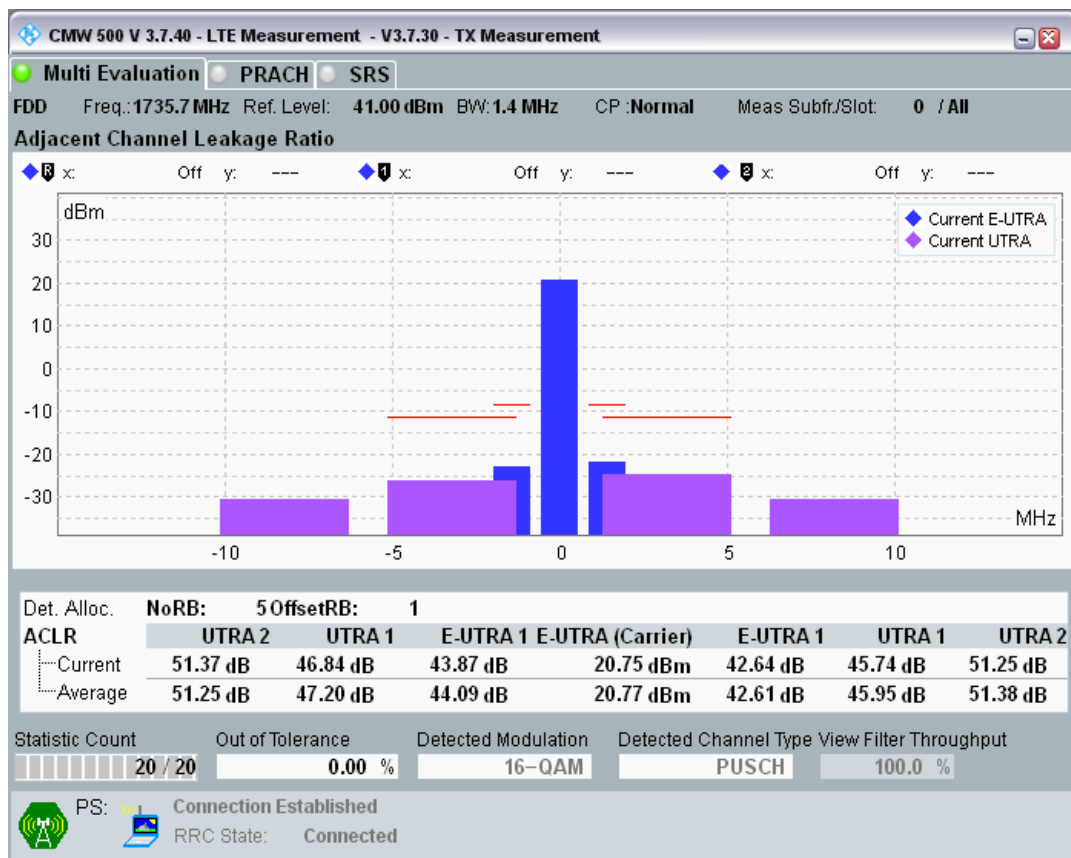 CMW 500 V 3.7.40 - LTE Measurement - V3.7.30 - TX Measurement
Multi Evaluation PRACH SRS
FDD Freq.: 1735.7 MHz Ref. Level: 41.00 dBm BW: 1.4 MHz CP :Normal Meas Subfr./Slot: 0 / All
Adjacent Channel Leakage Ratio
R x: Off y: --- 1 x: Off y: --- 2 x: Off y: ---
dBm
Current E-UTRA
Current UTRA
30
20
10
0
-10
-20
-30
MHz
-10 -5 0 5 10
Det. Alloc. NoRB: 5 OffsetRB: 1
ACLR UTRA 2 UTRA 1 E-UTRA 1 E-UTRA (Carrier) E-UTRA 1 UTRA 1 UTRA 2
Current 51.37 dB 46.84 dB 43.87 dB 20.75 dBm 42.64 dB 45.74 dB 51.25 dB
Average 51.25 dB 47.20 dB 44.09 dB 20.77 dBm 42.61 dB 45.95 dB 51.38 dB
Statistic Count Out of Tolerance Detected Modulation Detected Channel Type View Filter Throughput
20 / 20 0.00 % 16-QAM PUSCH 100.0 %
PS: Connection Established
RRC State: Connected